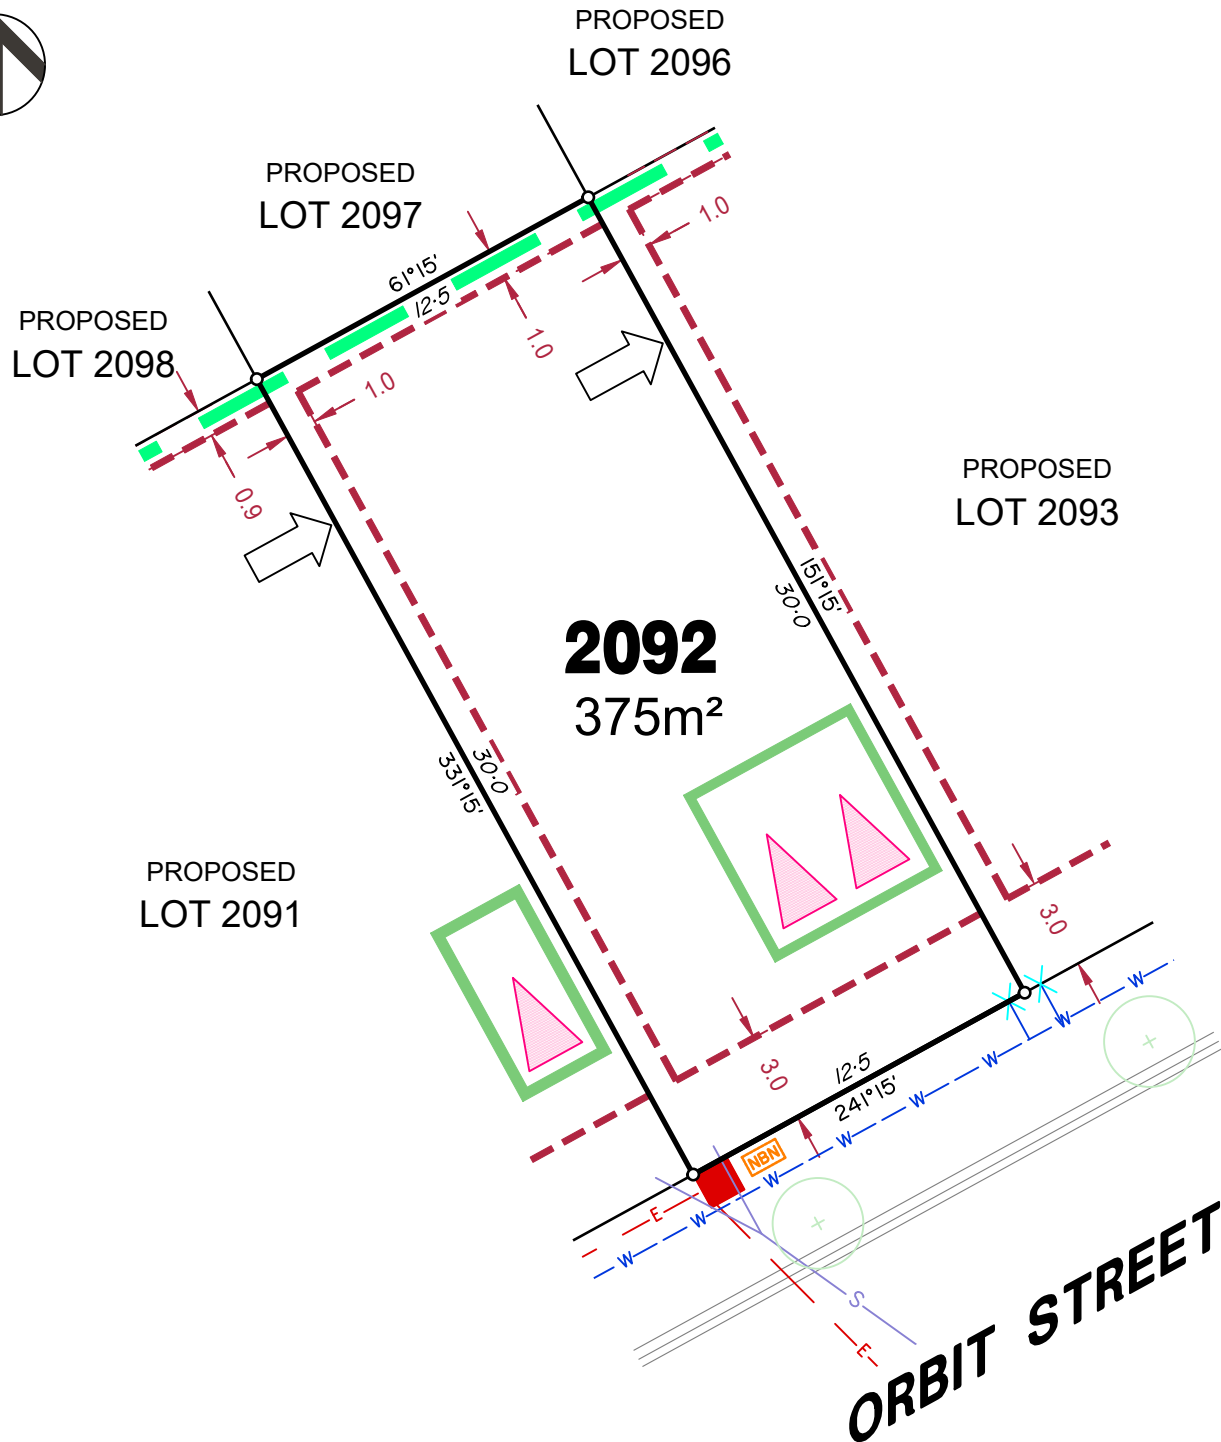 PROPOSED
LOT 2096
PROPOSED
LOT 2097
1.0
61°15'
12·5
1.0
PROPOSED
LOT 2098
1.0
0.9
PROPOSED
LOT 2093
151°15'
30·0
2092
375m²
30·0
331°15'
PROPOSED
LOT 2091
3.0
3.0
12·5
241°15'
W
W
W
W
W
NBN
W
W
W
E
S
E
ORBIT STREET